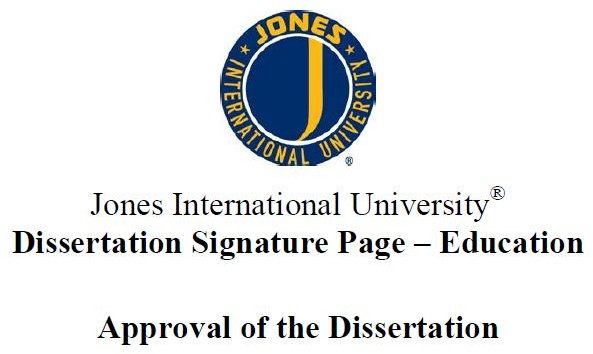 JONES
INTERNATIONAL UNIVERSITY
J
®
Jones International University®
Dissertation Signature Page – Education
Approval of the Dissertation